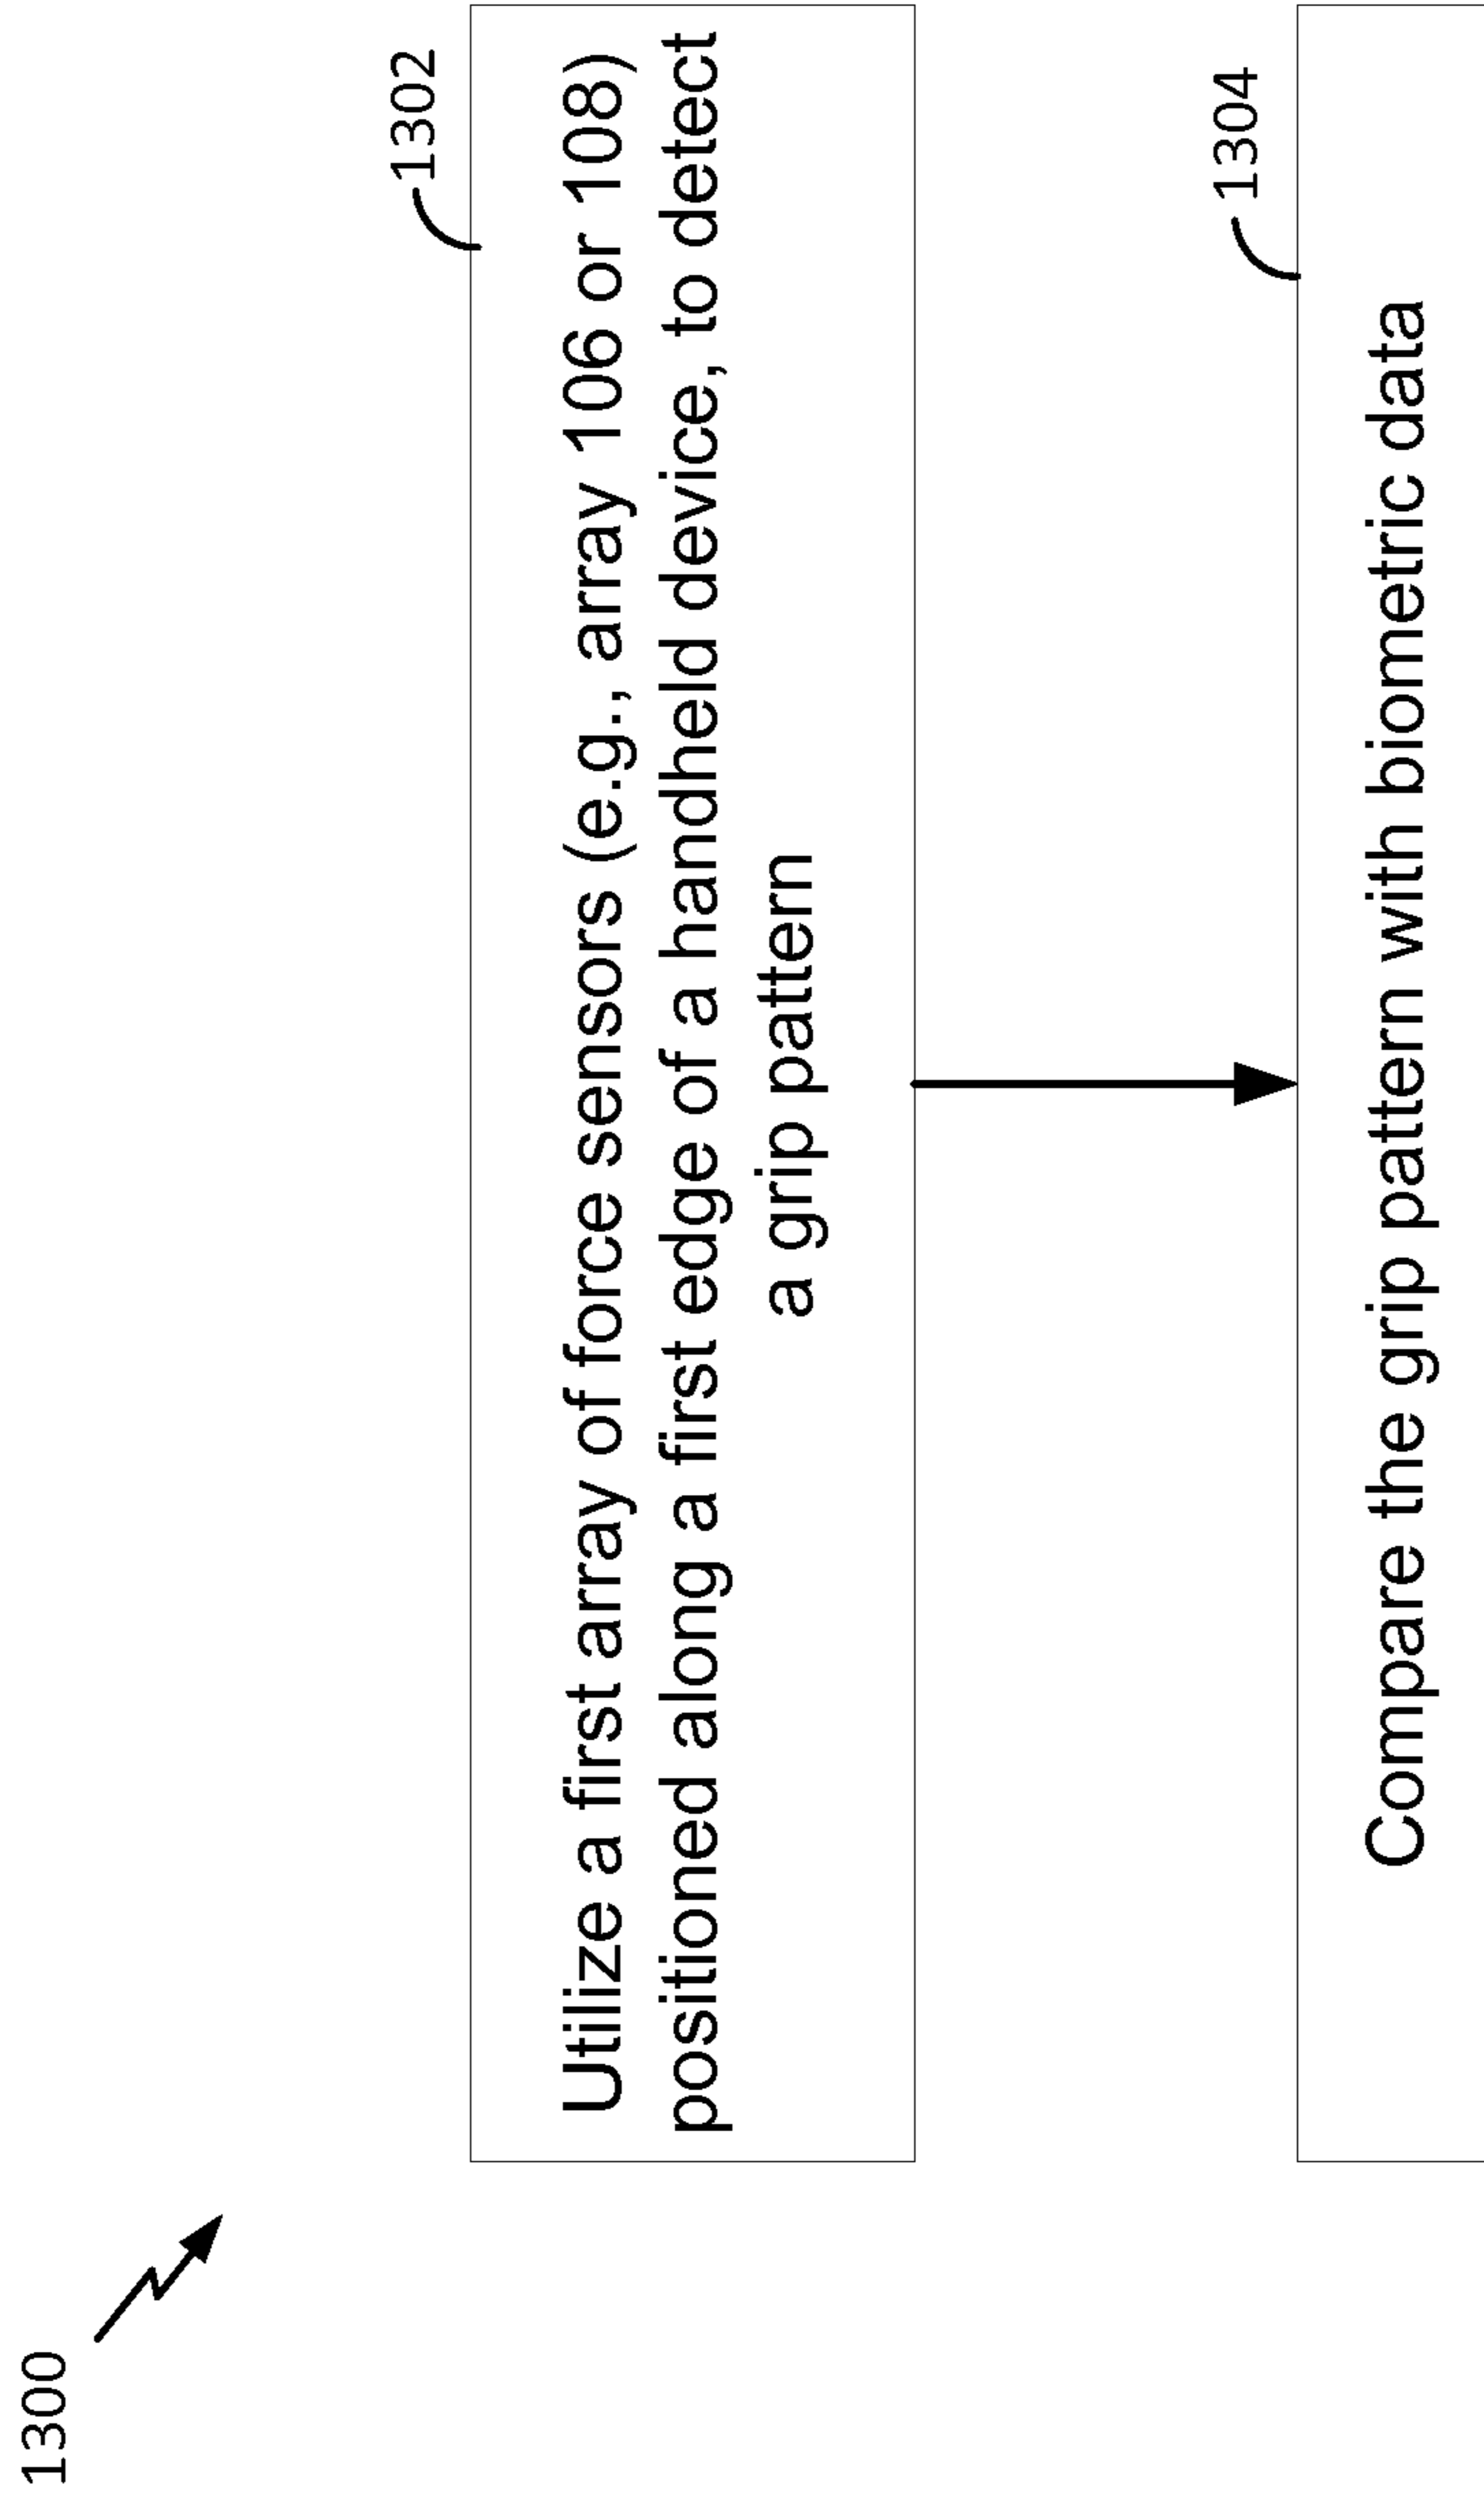 1300
1302
Utilize a first array of force sensors (e.g., array 106 or 108)
positioned along a first edge of a handheld device, to detect
a grip pattern
1304
Compare the grip pattern with biometric data